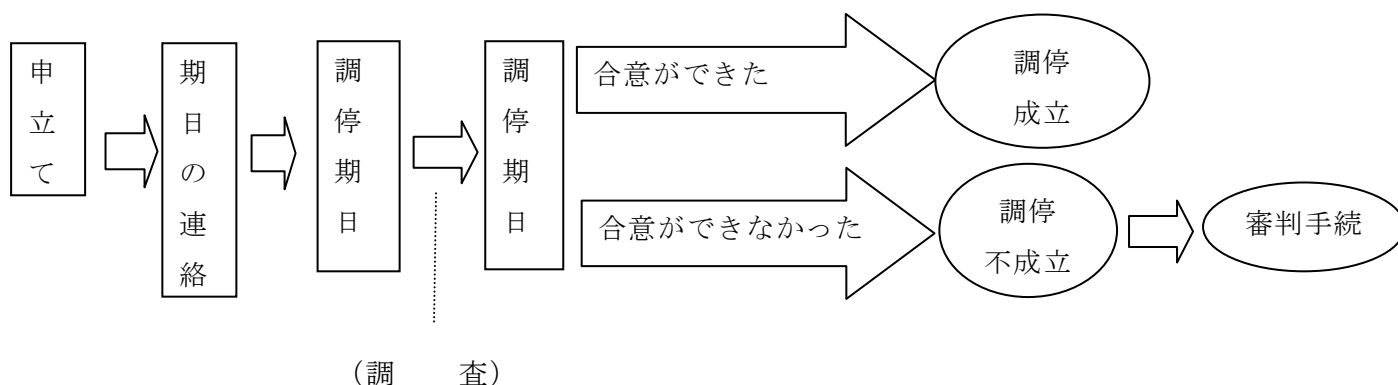 申立て
期日の連絡
調停期日
調停期日
合意ができた
調停
成立
合意ができなかった
調停
不成立
審判手続
（調　　査）